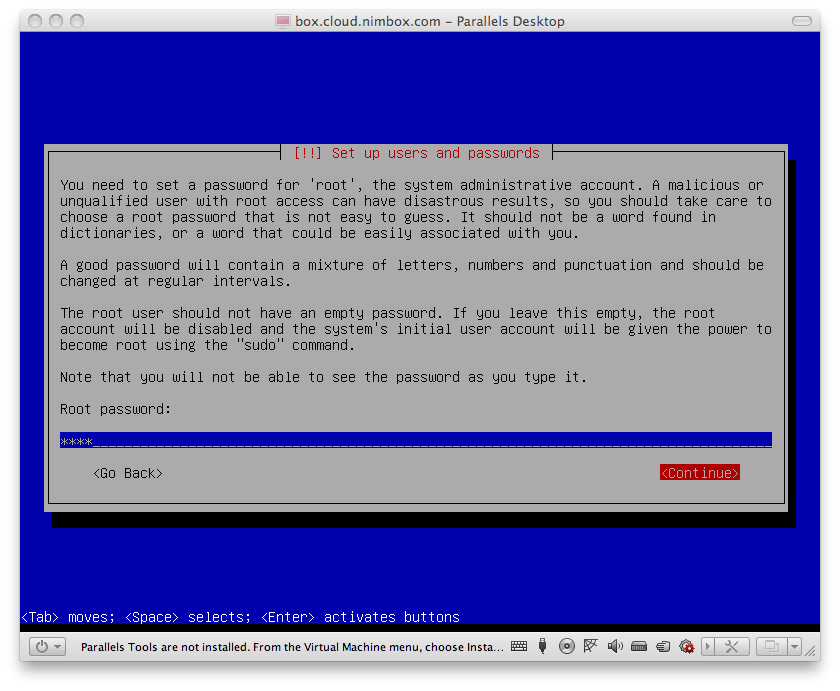 box.cloud.nimbox.com – Parallels Desktop
[!!] Set up users and passwords
You need to set a password for 'root', the system administrative account. A malicious or
unqualified user with root access can have disastrous results, so you should take care to
choose a root password that is not easy to guess. It should not be a word found in
dictionaries, or a word that could be easily associated with you.
A good password will contain a mixture of letters, numbers and punctuation and should be
changed at regular intervals.
The root user should not have an empty password. If you leave this empty, the root
account will be disabled and the system's initial user account will be given the power to
become root using the "sudo" command.
Note that you will not be able to see the password as you type it.
Root password:
****
<Go Back> <Continue>
<Tab> moves; <Space> selects; <Enter> activates buttons
Parallels Tools are not installed. From the Virtual Machine menu, choose Insta...